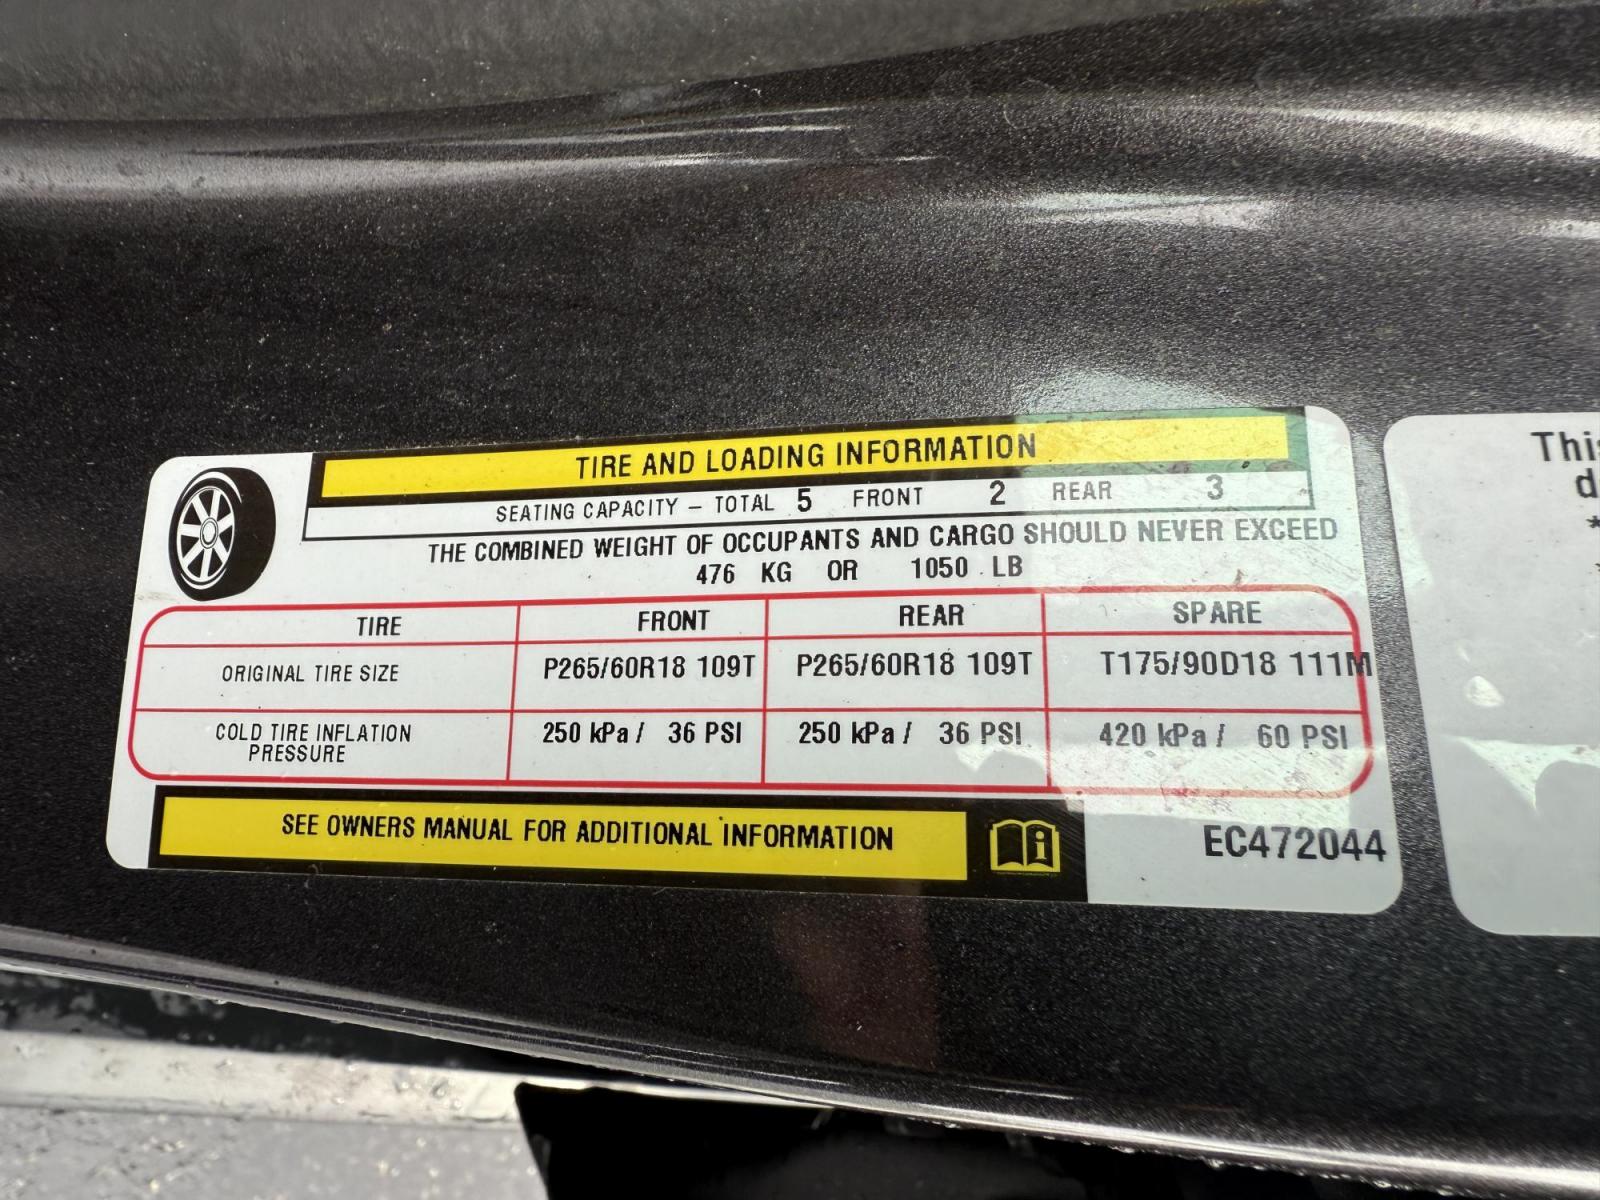 TIRE AND LOADING INFORMATION
SEATING CAPACITY – TOTAL 5 FRONT 2 REAR 3
THE COMBINED WEIGHT OF OCCUPANTS AND CARGO SHOULD NEVER EXCEED
476 KG OR 1050 LB
TIRE FRONT REAR SPARE
ORIGINAL TIRE SIZE P265/60R18 109T P265/60R18 109T T175/90D18 111M
COLD TIRE INFLATION PRESSURE 250 kPa / 36 PSI 250 kPa / 36 PSI 420 kPa / 60 PSI
SEE OWNERS MANUAL FOR ADDITIONAL INFORMATION
EC472044